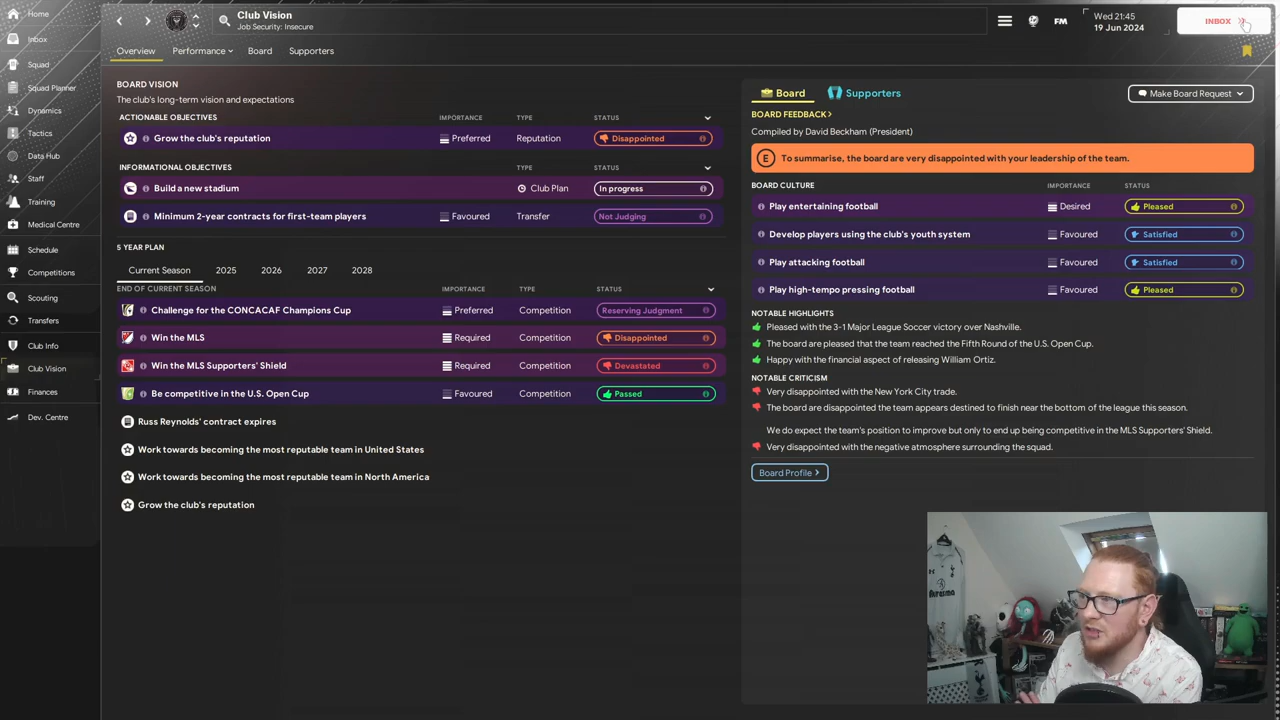 Home
Inbox
Squad
Squad Planner
Dynamics
Tactics
Data Hub
Staff
Training
Medical Centre
Schedule
Competitions
Scouting
Transfers
Club Info
Club Vision
Finances
Dev. Centre
Club Vision
Job Security: Insecure
FM
Wed 21:45
19 Jun 2024
INBOX
Overview
Performance
Board
Supporters
BOARD VISION
The club's long-term vision and expectations
ACTIONABLE OBJECTIVES IMPORTANCE TYPE STATUS
Grow the club's reputation Preferred Reputation Disappointed
INFORMATIONAL OBJECTIVES TYPE STATUS
Build a new stadium Club Plan In progress
Minimum 2-year contracts for first-team players Favoured Transfer Not Judging
5 YEAR PLAN
Current Season 2025 2026 2027 2028
END OF CURRENT SEASON IMPORTANCE TYPE STATUS
Challenge for the CONCACAF Champions Cup Preferred Competition Reserving Judgment
Win the MLS Required Competition Disappointed
Win the MLS Supporters' Shield Required Competition Devastated
Be competitive in the U.S. Open Cup Favoured Competition Passed
Russ Reynolds' contract expires
Work towards becoming the most reputable team in United States
Work towards becoming the most reputable team in North America
Grow the club's reputation
Board Supporters Make Board Request
BOARD FEEDBACK >
Compiled by David Beckham (President)
E To summarise, the board are very disappointed with your leadership of the team.
BOARD CULTURE IMPORTANCE STATUS
Play entertaining football Desired Pleased
Develop players using the club's youth system Favoured Satisfied
Play attacking football Favoured Satisfied
Play high-tempo pressing football Favoured Pleased
NOTABLE HIGHLIGHTS
Pleased with the 3-1 Major League Soccer victory over Nashville.
The board are pleased that the team reached the Fifth Round of the U.S. Open Cup.
Happy with the financial aspect of releasing William Ortiz.
NOTABLE CRITICISM
Very disappointed with the New York City trade.
The board are disappointed the team appears destined to finish near the bottom of the league this season.
We do expect the team's position to improve but only to end up being competitive in the MLS Supporters' Shield.
Very disappointed with the negative atmosphere surrounding the squad.
Board Profile >